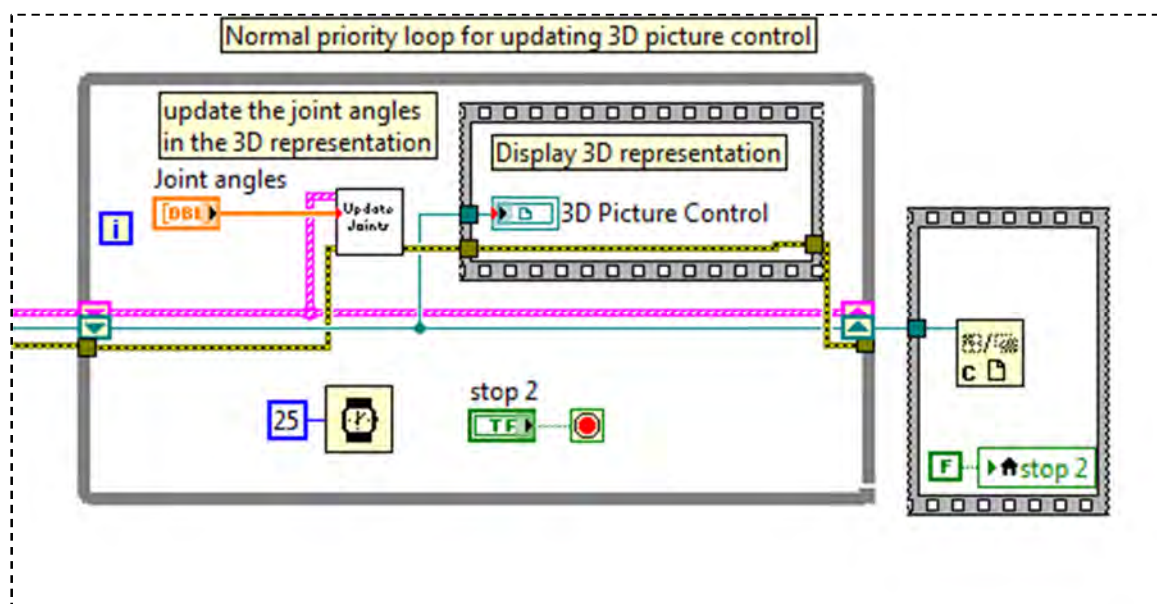 Normal priority loop for updating 3D picture control
update the joint angles
in the 3D representation
Display 3D representation
Joint angles
[DBL
Update
Joints
3D Picture Control
i
25
stop 2
TF
C
F
stop 2